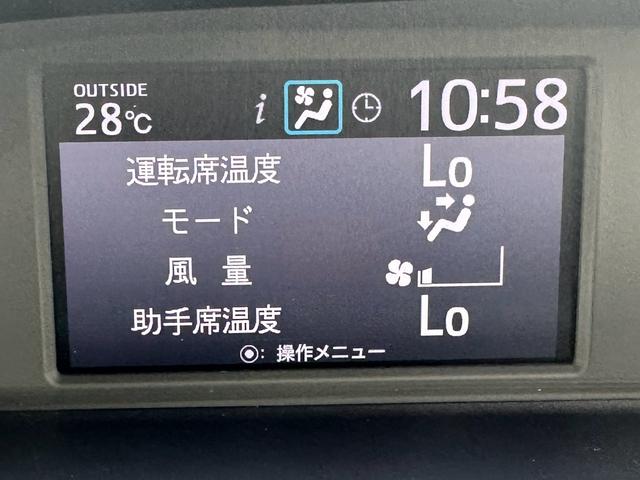 OUTSIDE
28℃ i 10:58
運転席温度 Lo
モード
風量
助手席温度 Lo
⦿: 操作メニュー